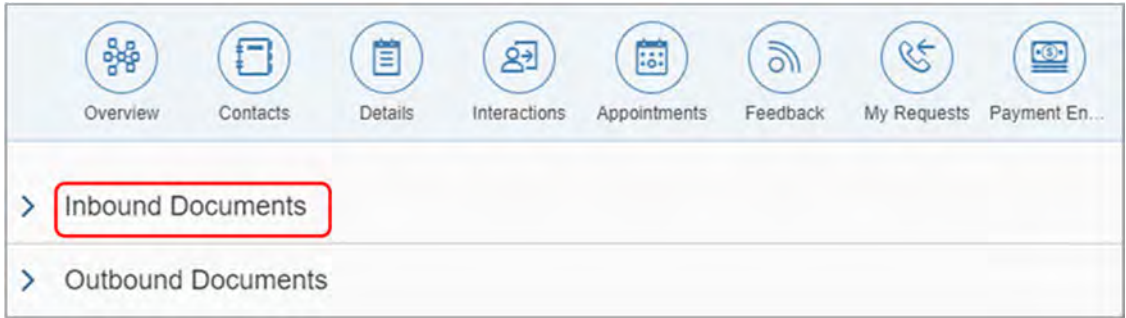 Overview Contacts Details Interactions Appointments Feedback My Requests Payment En...
Inbound Documents
Outbound Documents